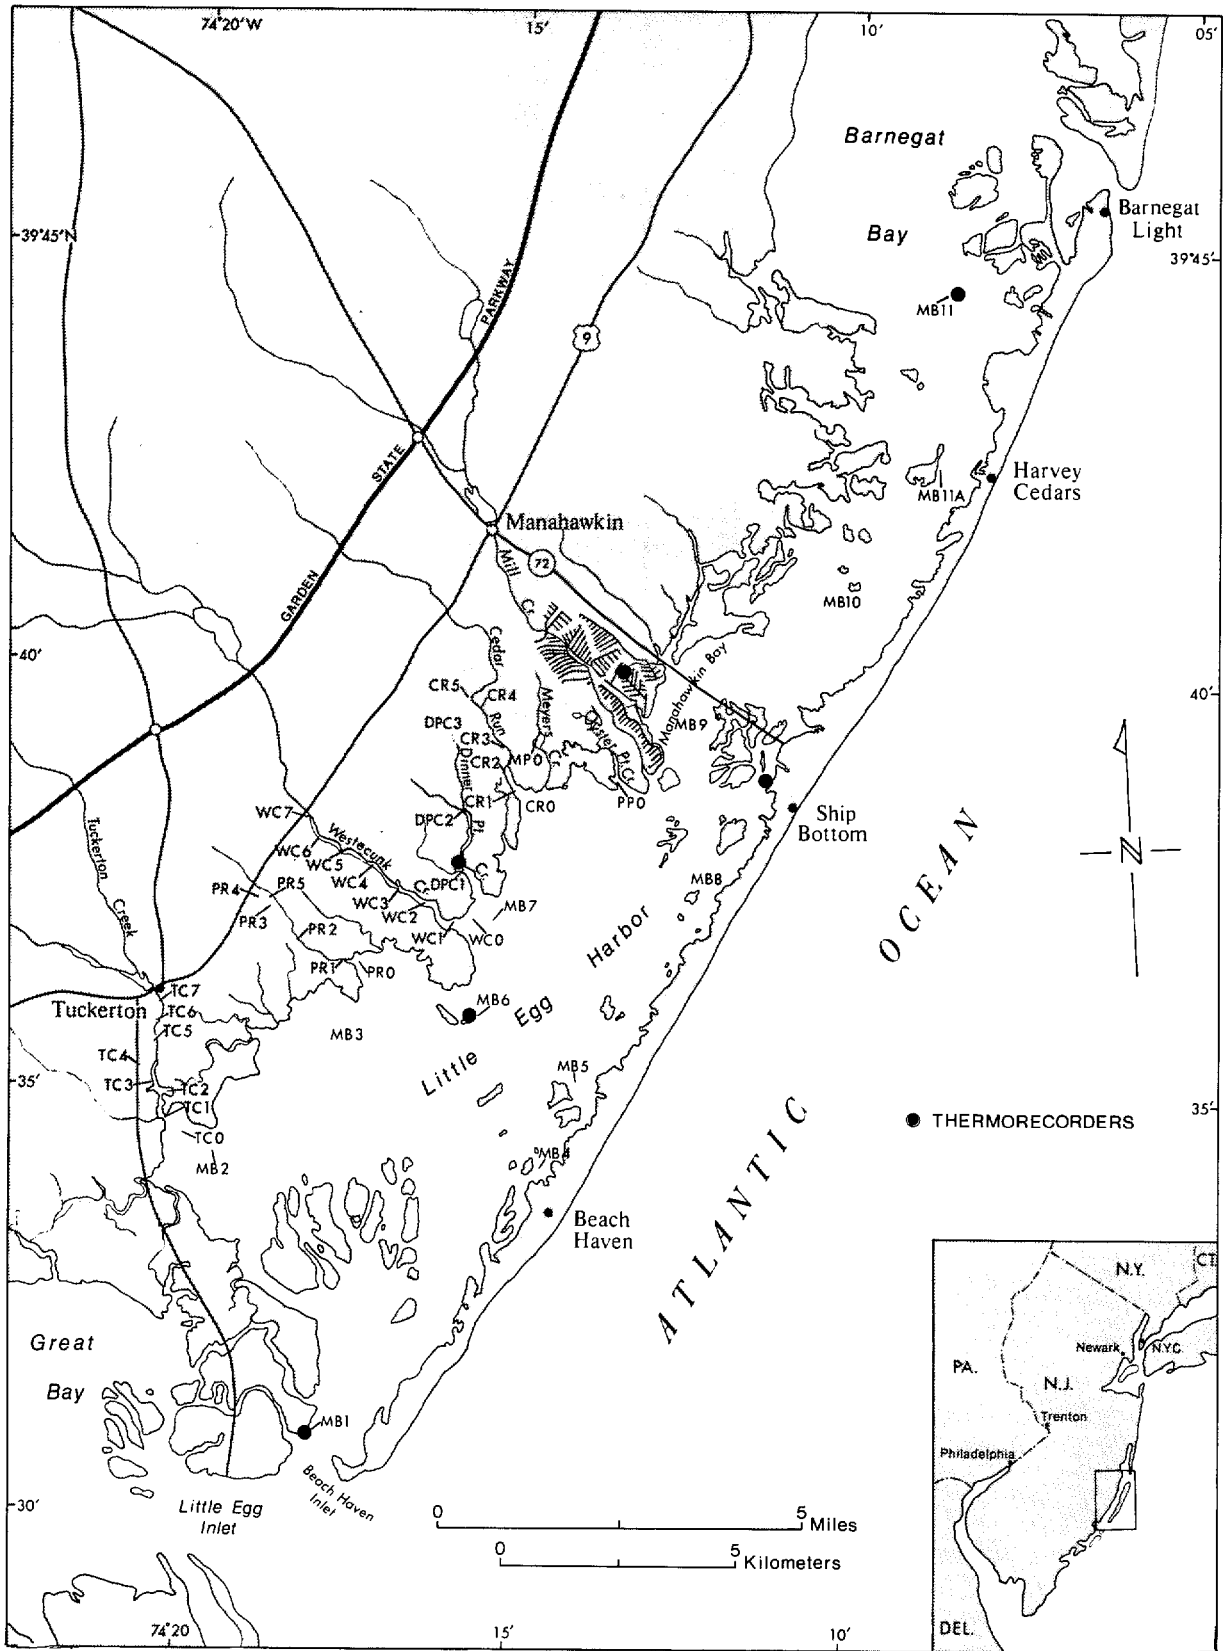 74°20'W
15'
10'
05'
Barnegat
Bay
Barnegat
Light
39°45'N
39°45'
PARKWAY
9
MB11
STATE
Harvey
Cedars
MB11A
Manahawkin
Mill
Cr.
72
GARDEN
MB10
40'
Cedar
Run
Manahawkin Bay
CR5
CR4
Meyers
Cr.
40'
DPC3
Oyster Pt Cr.
MB9
CR3
Dinner
Pt.
Cr.
CR2
MP0
CR1
CR0
PP0
WC7
DPC2
Ship
Bottom
Tuckerton
Creek
Westecunk
Cr.
WC6
WC5
WC4
DPC1
MB8
PR4
PR5
WC3
MB7
PR3
WC2
PR2
WC1
WC0
N
Harbor
OCEAN
PR1
PR0
TC7
Tuckerton
TC6
MB6
Egg
TC5
MB3
TC4
Little
MB5
35'
TC3
TC2
TC1
35'
THERMORECORDERS
TC0
MB2
MB4
ATLANTIC
Beach
Haven
Great
Bay
MB1
Beach Haven
Inlet
30'
Little Egg
Inlet
0
5
Miles
0
5
Kilometers
74°20
15'
10'
N.Y.
CT.
Newark
N.Y.C.
PA.
N.J.
Trenton
Philadelphia
DEL.